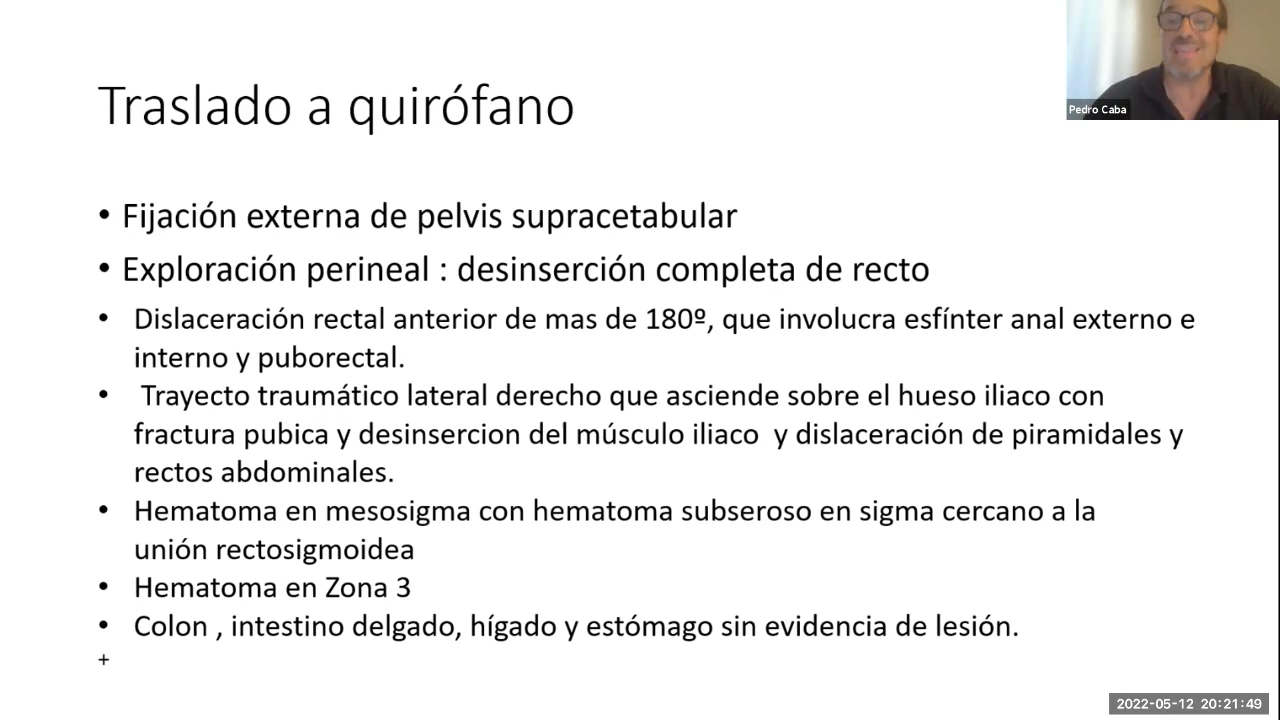 Pedro Caba
Traslado a quirófano
• Fijación externa de pelvis supracetabular
• Exploración perineal : desinserción completa de recto
• Dislaceración rectal anterior de mas de 180º, que involucra esfínter anal externo e
interno y puborectal.
• Trayecto traumático lateral derecho que asciende sobre el hueso iliaco con
fractura pubica y desinsercion del músculo iliaco y dislaceración de piramidales y
rectos abdominales.
• Hematoma en mesosigma con hematoma subseroso en sigma cercano a la
unión rectosigmoidea
• Hematoma en Zona 3
• Colon , intestino delgado, hígado y estómago sin evidencia de lesión.
+
2022-05-12 20:21:49